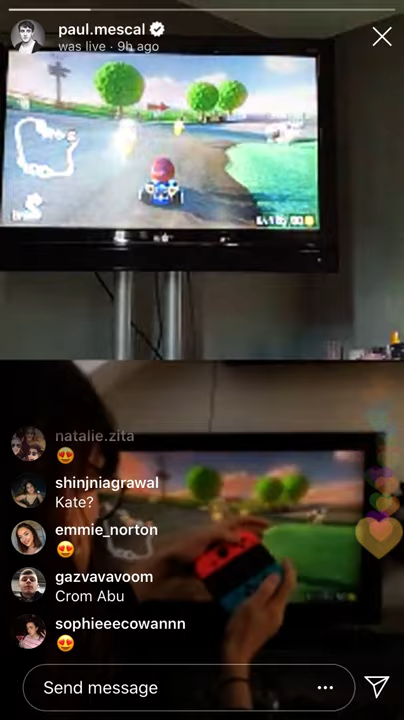 paul.mescal
was live · 9h ago
natalie.zita
shinjniagrawal
Kate?
emmie_norton
gazvavavoom
Crom Abu
sophieeecowannn
Send message